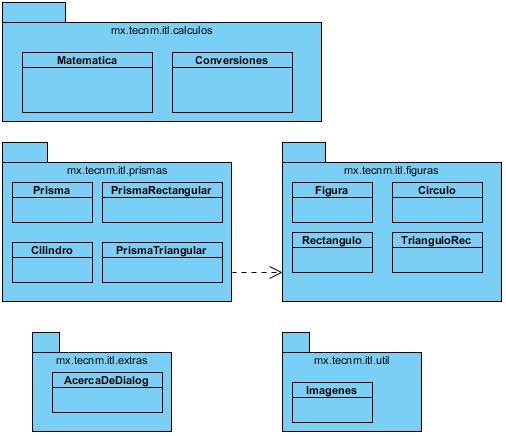 mx.tecnm.itl.calculos
Matematica Conversiones
mx.tecnm.itl.prismas
Prisma PrismaRectangular
Cilindro PrismaTriangular
mx.tecnm.itl.figuras
Figura Circulo
Rectangulo TrianguloRec
mx.tecnm.itl.extras
AcercaDeDialog
mx.tecnm.itl.util
Imagenes